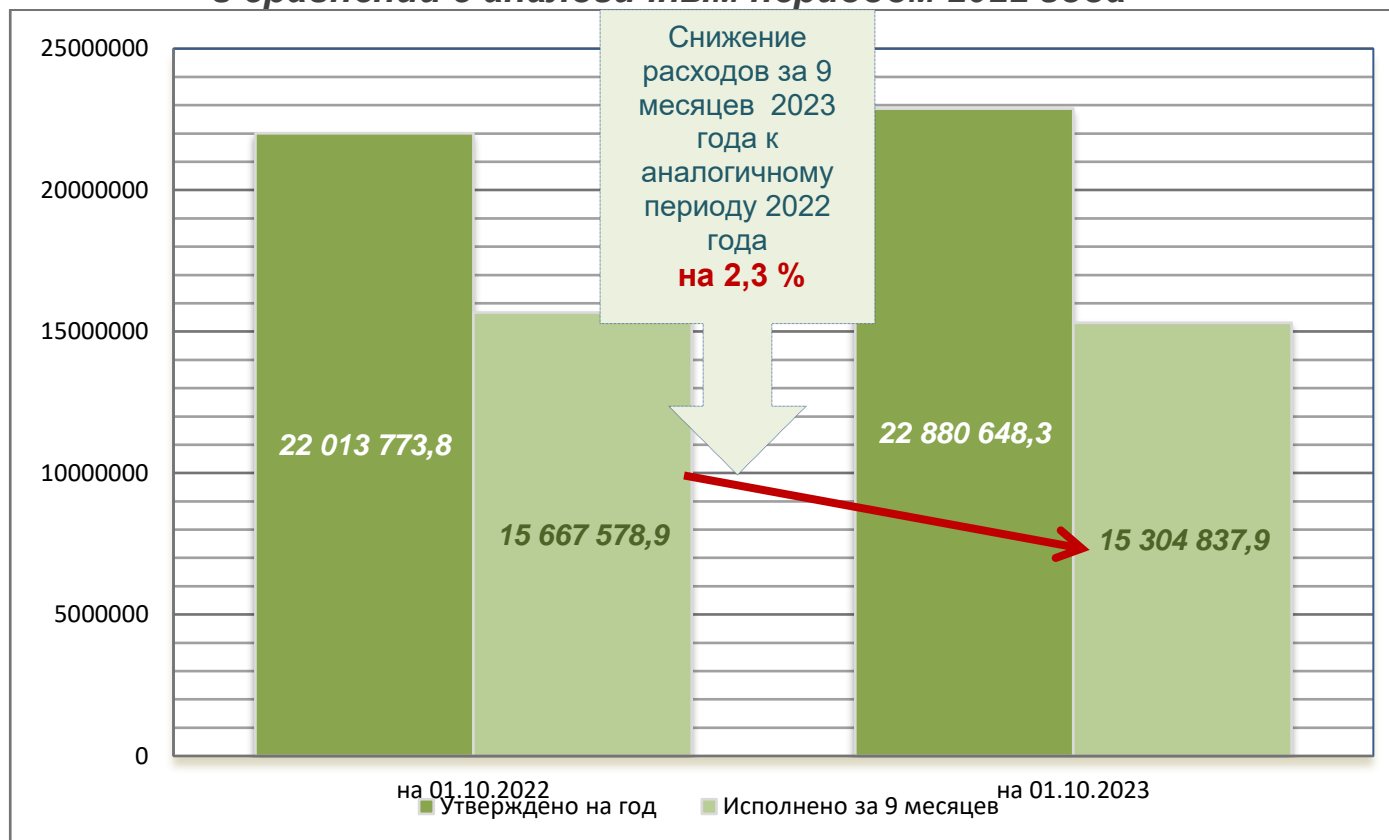 25000000
20000000
15000000
10000000
5000000
0
Снижение
расходов за 9
месяцев 2023
года к
аналогичному
периоду 2022
года
на 2,3 %
22 013 773,8
15 667 578,9
22 880 648,3
15 304 837,9
на 01.10.2022
на 01.10.2023
Утверждено на год
Исполнено за 9 месяцев